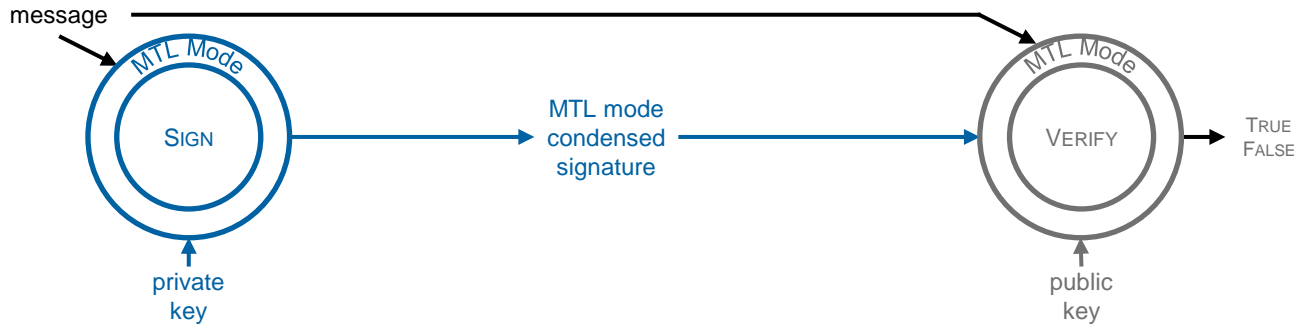 message
MTL Mode
SIGN
private
key
MTL mode
condensed
signature
MTL Mode
VERIFY
public
key
TRUE
FALSE